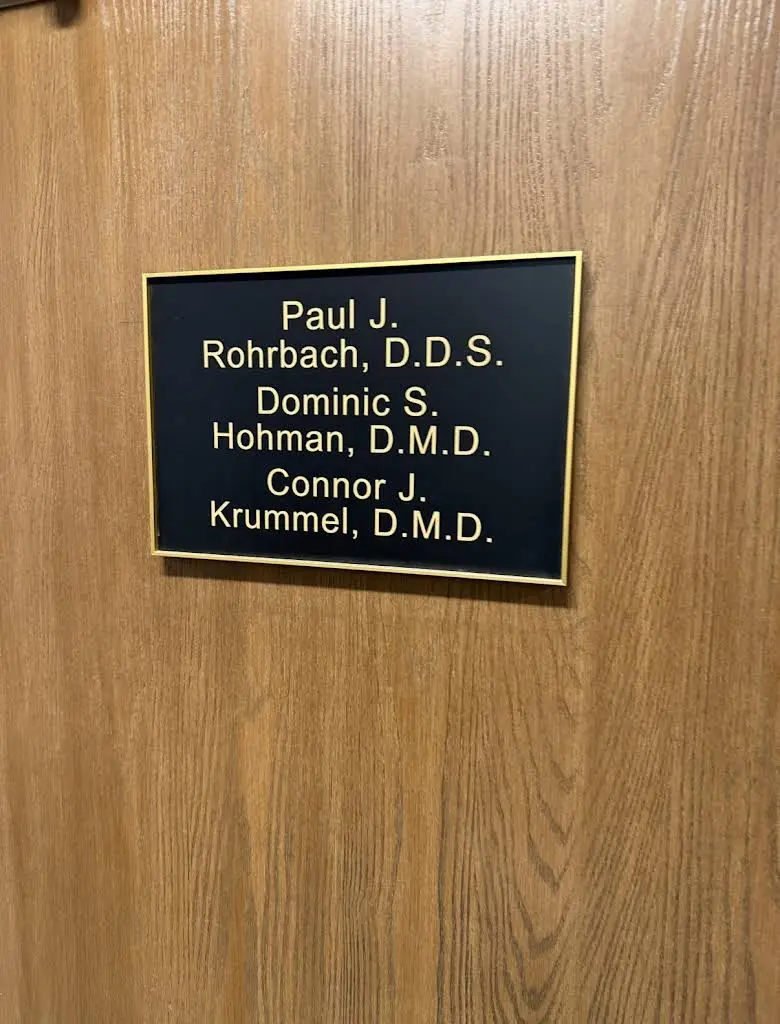 Paul J.
Rohrbach, D.D.S.
Dominic S.
Hohman, D.M.D.
Connor J.
Krummel, D.M.D.